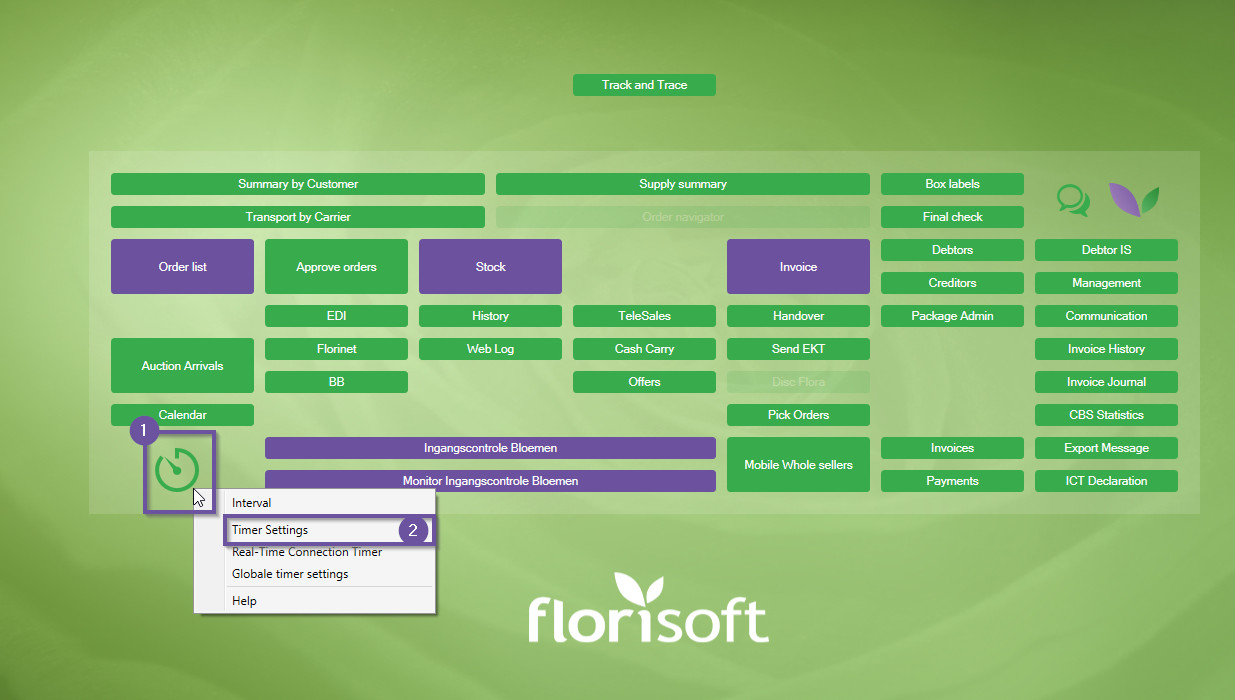 Track and Trace
Summary by Customer
Supply summary
Box labels
Transport by Carrier
Order navigator
Final check
Order list
Approve orders
Stock
Invoice
Debtors
Debtor IS
Creditors
Management
EDI
History
TeleSales
Handover
Package Admin
Communication
Auction Arrivals
Florinet
Web Log
Cash Carry
Send EKT
Invoice History
BB
Offers
Disc Flora
Invoice Journal
Calendar
Pick Orders
CBS Statistics
1
Ingangscontrole Bloemen
Mobile Whole sellers
Invoices
Export Message
Monitor Ingangscontrole Bloemen
Payments
ICT Declaration
Interval
Timer Settings
2
Real-Time Connection Timer
Globale timer settings
Help
florisoft